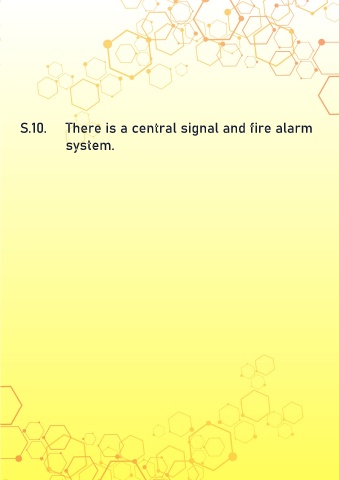 S.10. There is a central signal and fire alarm
system.